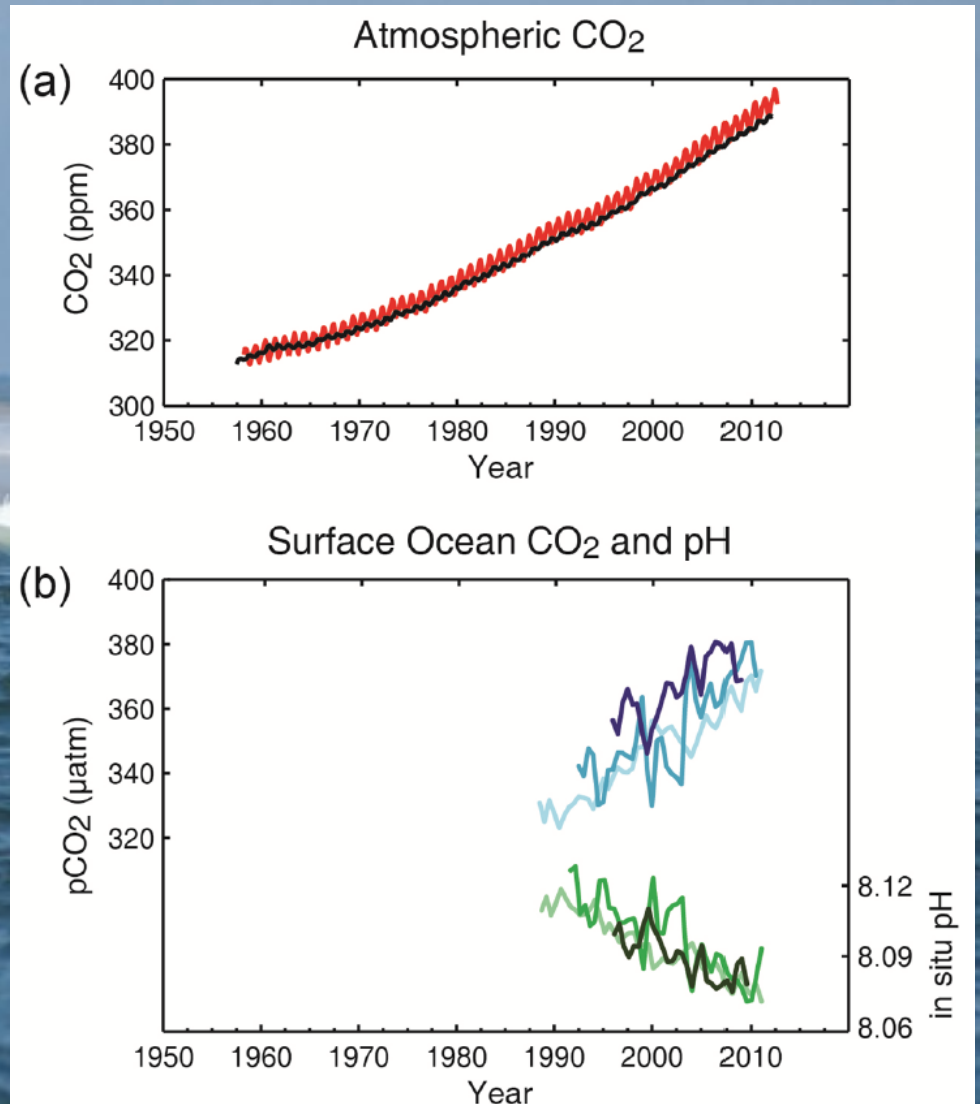 Atmospheric CO₂
(a)
400
380
360
340
320
300
CO₂ (ppm)
1950 1960 1970 1980 1990 2000 2010
Year
Surface Ocean CO₂ and pH
(b)
400
380
360
340
320
pCO₂ (µatm)
8.12
8.09
8.06
in situ pH
1950 1960 1970 1980 1990 2000 2010
Year